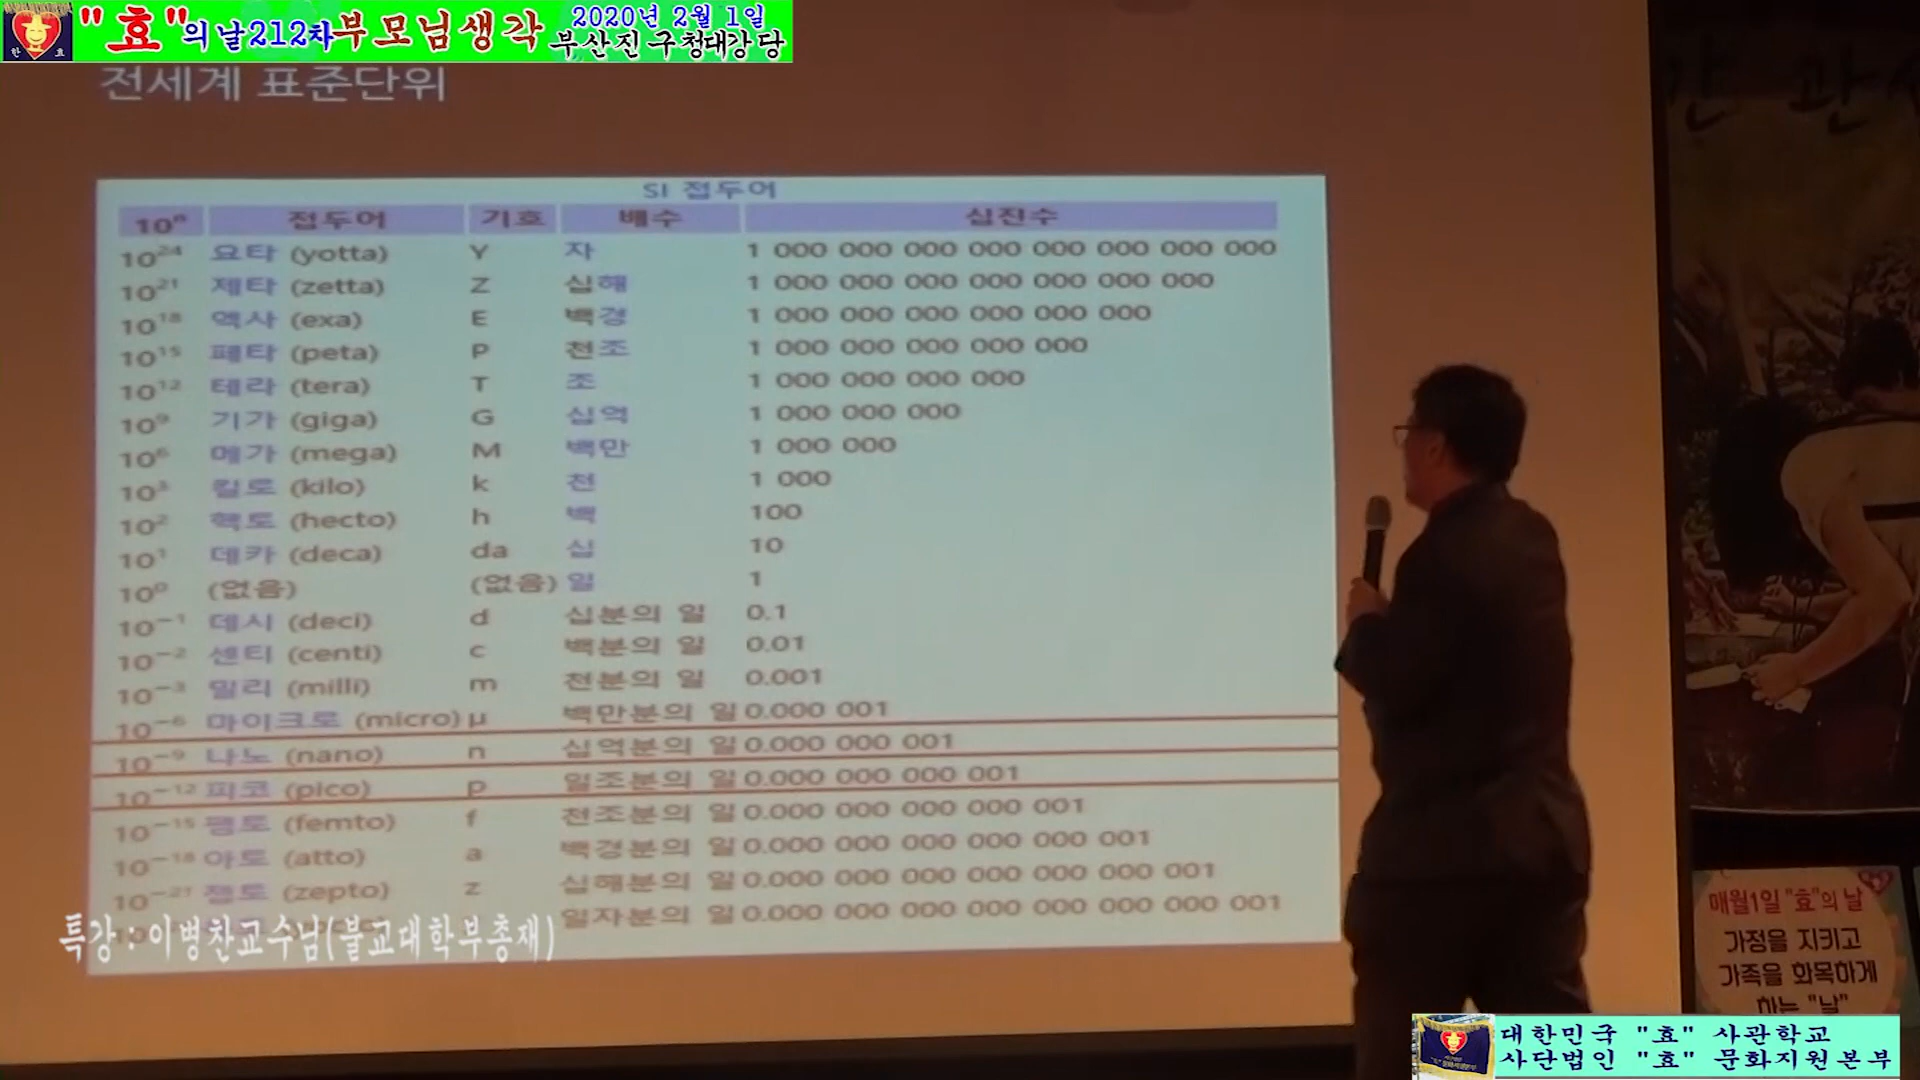 "효"의날212차부모님생각
2020년 2월 1일
부산진구청대강당
한효
전세계 표준단위
SI 접두어
10ⁿ 접두어 기호 배수 십진수
10²⁴ 요타 (yotta) Y 자 1 000 000 000 000 000 000 000 000
10²¹ 제타 (zetta) Z 십해 1 000 000 000 000 000 000 000
10¹⁸ 엑사 (exa) E 백경 1 000 000 000 000 000 000
10¹⁵ 페타 (peta) P 천조 1 000 000 000 000 000
10¹² 테라 (tera) T 조 1 000 000 000 000
10⁹ 기가 (giga) G 십억 1 000 000 000
10⁶ 메가 (mega) M 백만 1 000 000
10³ 킬로 (kilo) k 천 1 000
10² 헥토 (hecto) h 백 100
10¹ 데카 (deca) da 십 10
10⁰ (없음) (없음) 일 1
10⁻¹ 데시 (deci) d 십분의 일 0.1
10⁻² 센티 (centi) c 백분의 일 0.01
10⁻³ 밀리 (milli) m 천분의 일 0.001
10⁻⁶ 마이크로 (micro) µ 백만분의 일 0.000 001
10⁻⁹ 나노 (nano) n 십억분의 일 0.000 000 001
10⁻¹² 피코 (pico) p 일조분의 일 0.000 000 000 001
10⁻¹⁵ 펨토 (femto) f 천조분의 일 0.000 000 000 000 001
10⁻¹⁸ 아토 (atto) a 백경분의 일 0.000 000 000 000 000 001
10⁻²¹ 젭토 (zepto) z 십해분의 일 0.000 000 000 000 000 000 001
일자분의 일 0.000 000 000 000 000 000 000 001
특강 : 이병찬교수님(불교대학부총재)
매월1일 "효"의 날
가정을 지키고
가족을 화목하게
하는 "날"
대한민국 "효" 사관학교
사단법인 "효" 문화지원본부